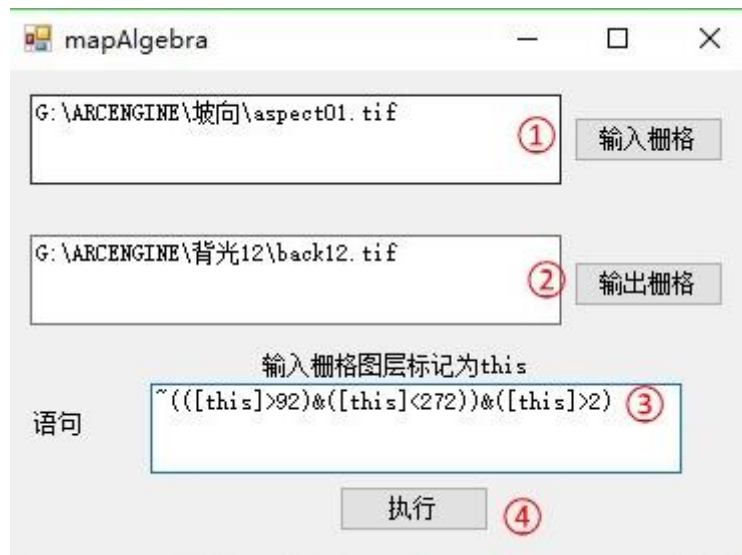 mapAlgebra
G:\ARCENGINE\坡向\aspect01.tif
① 输入栅格
G:\ARCENGINE\背光12\back12.tif
② 输出栅格
输入栅格图层标记为this
语句 ~(([this]>92)&([this]<272))&([this]>2) ③
执行 ④